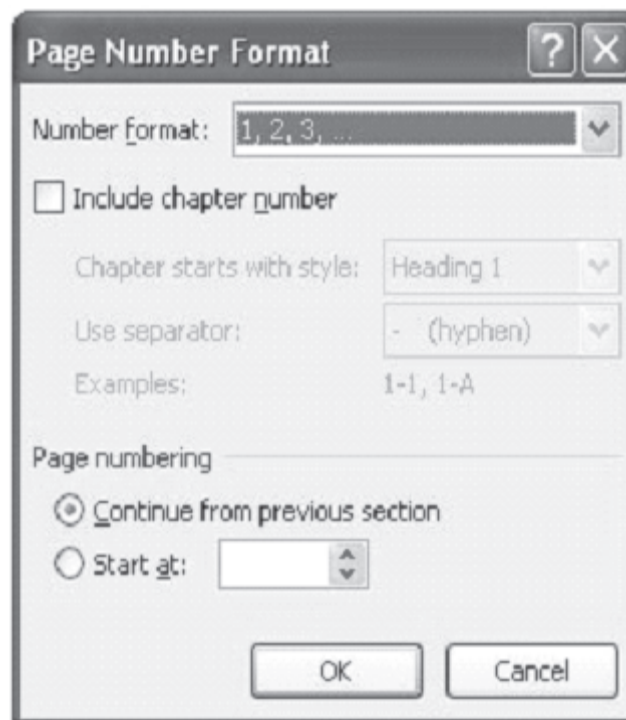 Page Number Format
Number format: 1, 2, 3, ...
Include chapter number
Chapter starts with style: Heading 1
Use separator: - (hyphen)
Examples: 1-1, 1-A
Page numbering
Continue from previous section
Start at:
OK Cancel